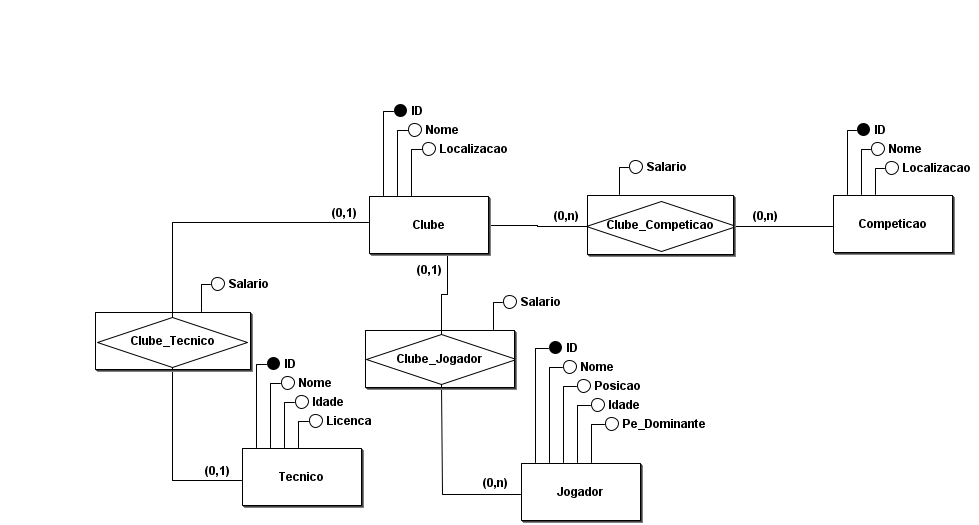 ID
Nome
Localizacao
Clube
(0,1)
(0,n)
(0,1)
Salario
Clube_Competicao
(0,n)
ID
Nome
Localizacao
Competicao
Salario
Clube_Tecnico
Salario
Clube_Jogador
ID
Nome
Idade
Licenca
(0,1)
Tecnico
ID
Nome
Posicao
Idade
Pe_Dominante
(0,n)
Jogador